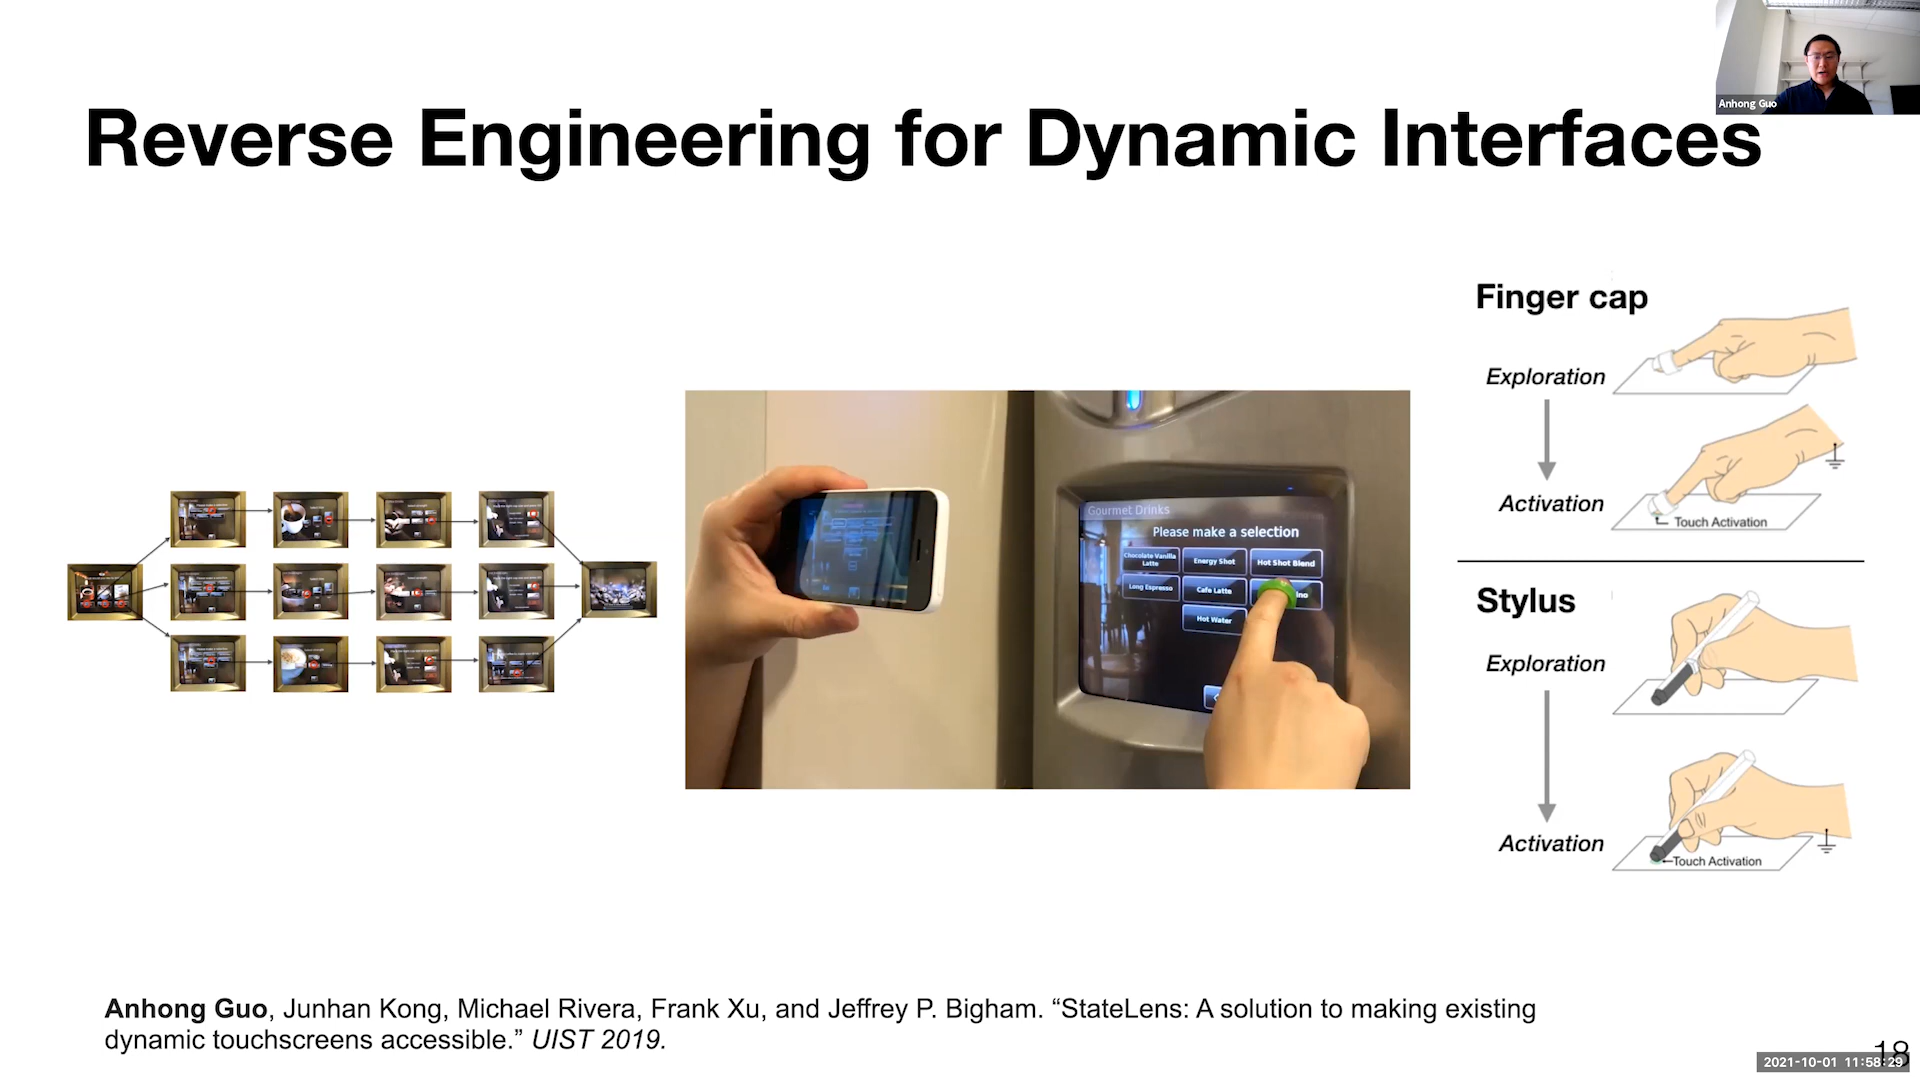 Anhong Guo
Reverse Engineering for Dynamic Interfaces
Gourmet Drinks
Please make a selection
Chocolate Vanilla
Latte
Energy Shot
Hot Shot Blend
Long Espresso
Cafe Latte
Hot Water
Finger cap
Exploration
Activation
Touch Activation
Stylus
Exploration
Activation
Touch Activation
Anhong Guo, Junhan Kong, Michael Rivera, Frank Xu, and Jeffrey P. Bigham. “StateLens: A solution to making existing
dynamic touchscreens accessible.” UIST 2019.
18
2021-10-01 11:58:29